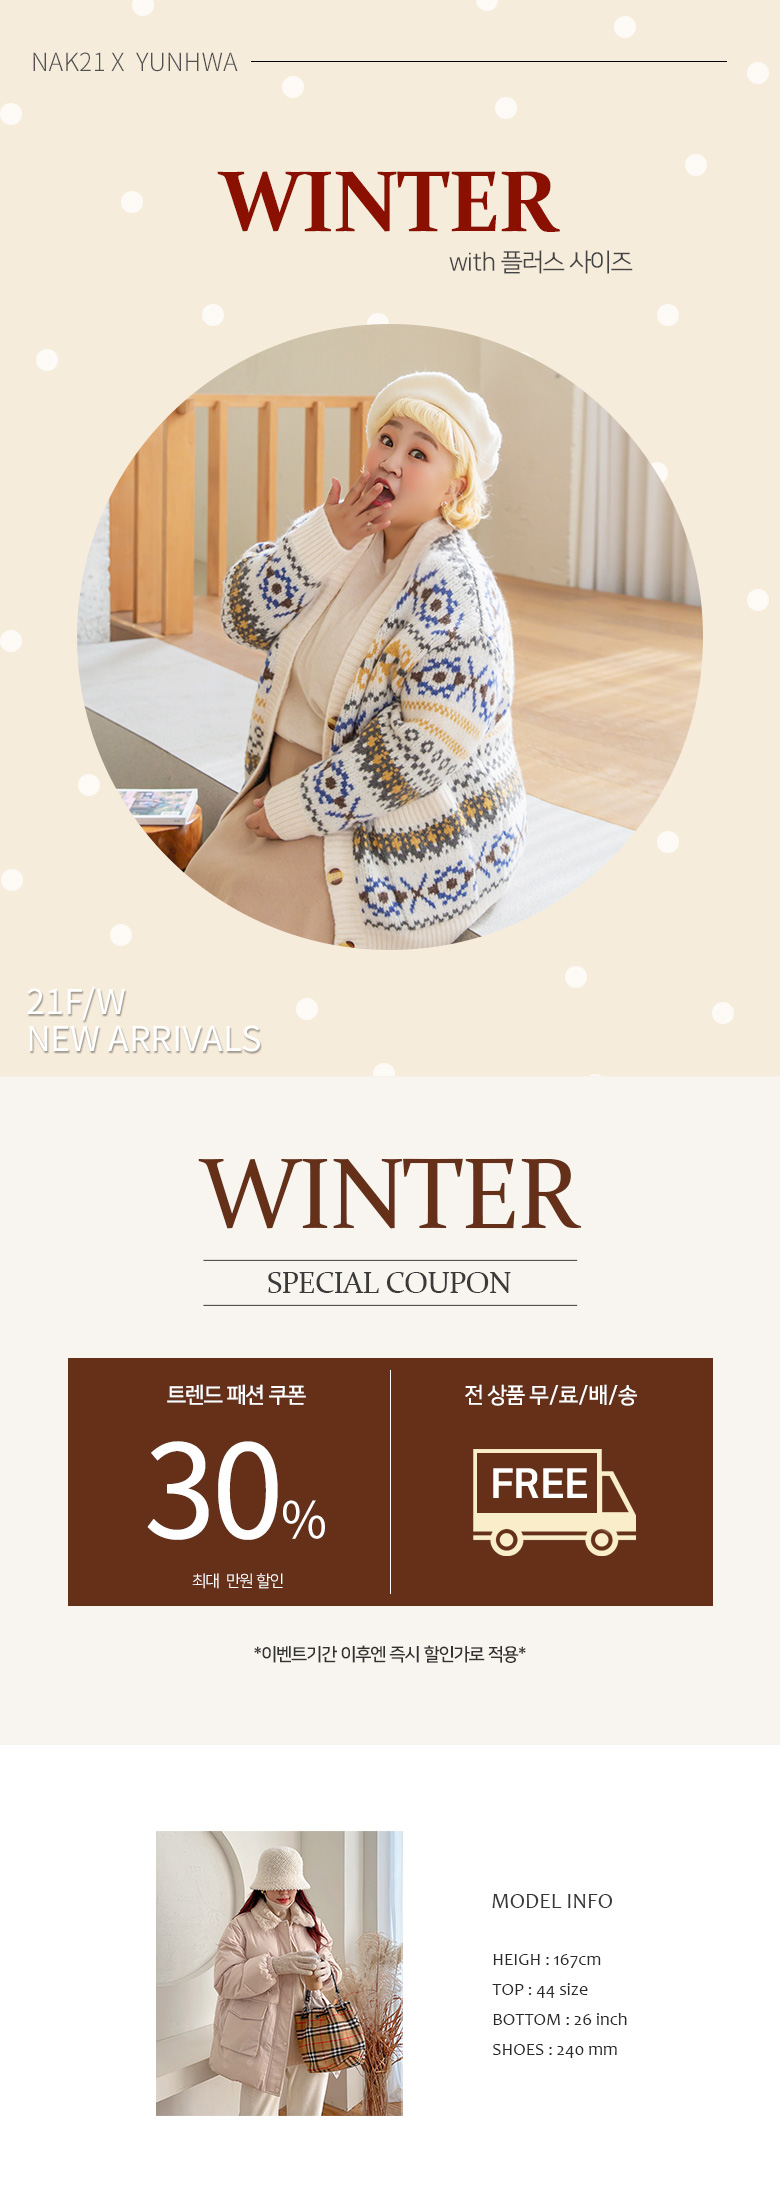 NAK21 X YUNHWA
WINTER
with 플러스 사이즈
21F/W
NEW ARRIVALS
WINTER
SPECIAL COUPON
트렌드 패션 쿠폰
30%
최대 만원 할인
전 상품 무/료/배/송
FREE
*이벤트기간 이후엔 즉시 할인가로 적용*
MODEL INFO
HEIGH : 167cm
TOP : 44 size
BOTTOM : 26 inch
SHOES : 240 mm